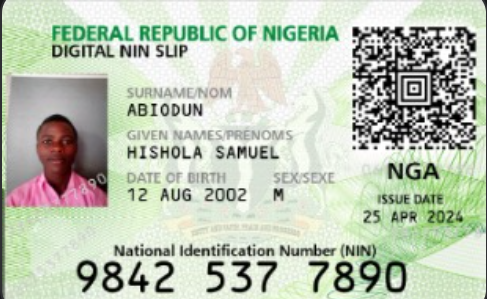 FEDERAL REPUBLIC OF NIGERIA
DIGITAL NIN SLIP
SURNAME/NOM
ABIODUN
GIVEN NAMES/PRÉNOMS
HISHOLA SAMUEL
DATE OF BIRTH SEX/SEXE
12 AUG 2002 M
NGA
ISSUE DATE
25 APR 2024
National Identification Number (NIN)
9842 537 7890